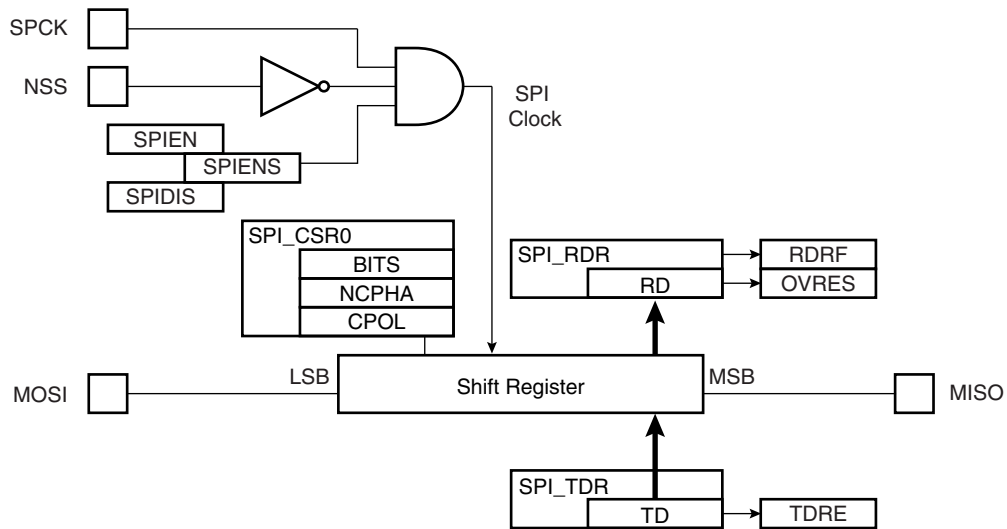 SPCK
NSS
SPI
Clock
SPIEN
SPIENS
SPIDIS
SPI_CSR0
BITS
NCPHA
CPOL
SPI_RDR
RD
RDRF
OVRES
MOSI
LSB
Shift Register
MSB
MISO
SPI_TDR
TD
TDRE